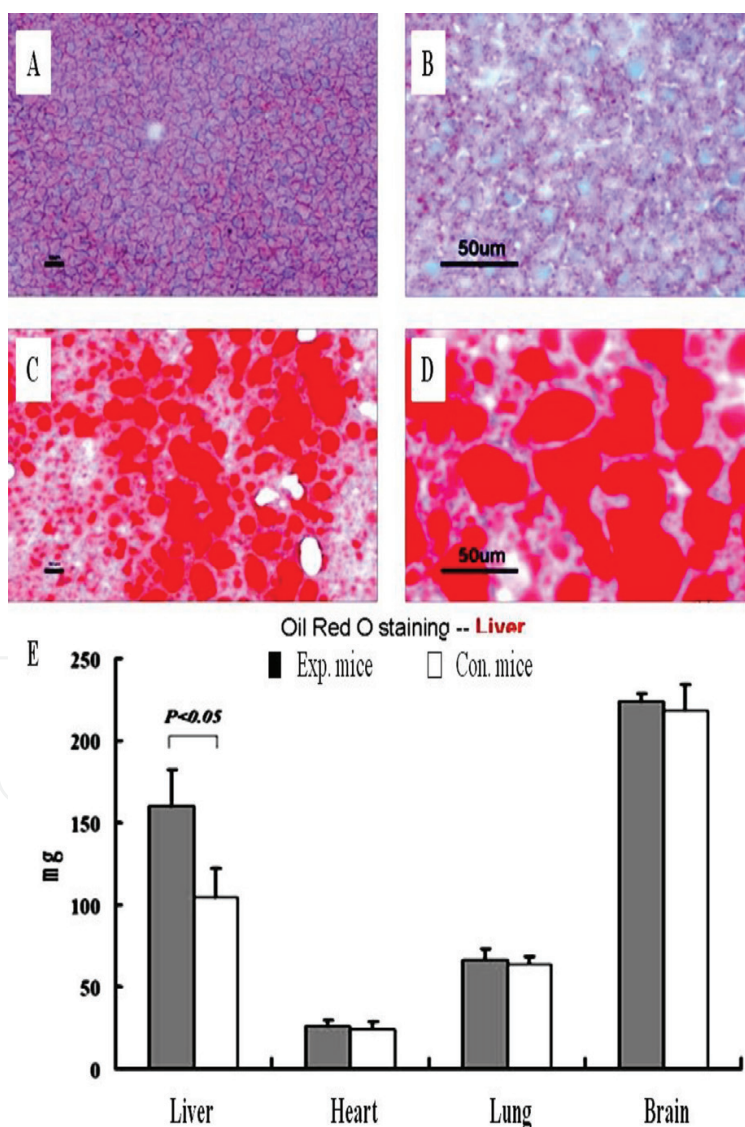 A
B
50um
C
D
50um
Oil Red O staining -- Liver
E
Exp. mice
Con. mice
250
200
150
100
50
0
mg
P<0.05
Liver Heart Lung Brain